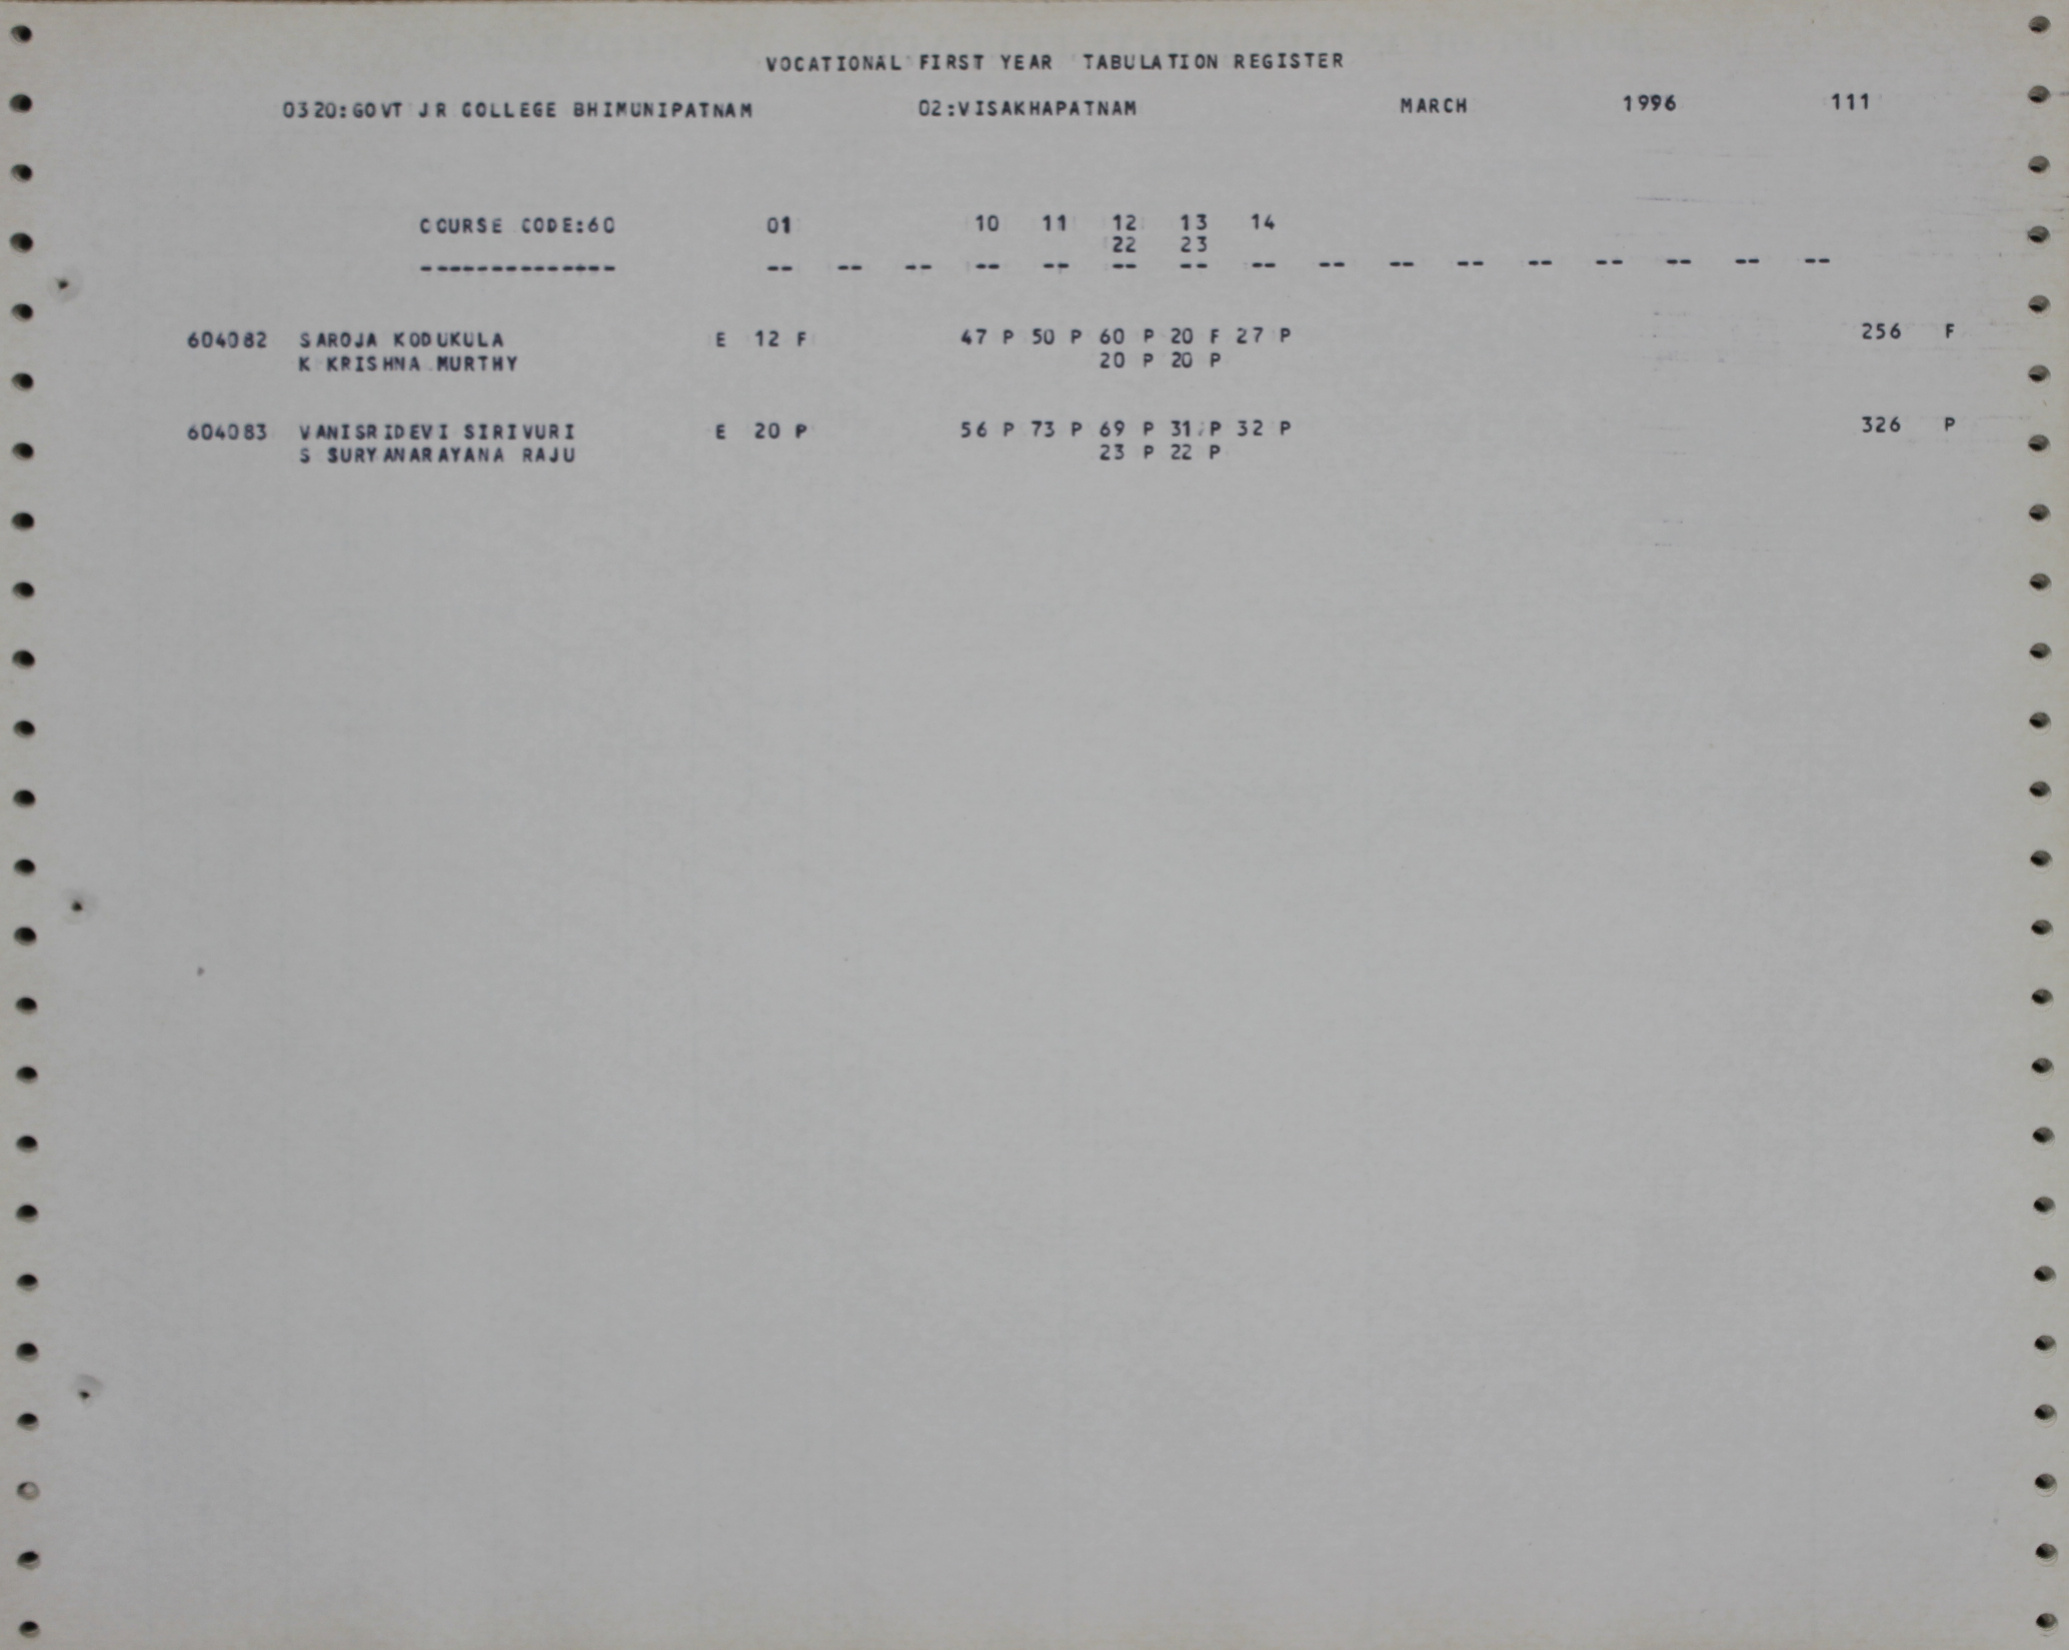 VOCATIONAL FIRST YEAR TABULATION REGISTER
0320:GOVT JR COLLEGE BHIMUNIPATNAM 02:VISAKHAPATNAM MARCH 1996 111
COURSE CODE:60 01 10 11 12 13 14
22 23
-------------- -- -- -- -- -- -- -- -- -- -- -- -- -- -- -- --
604082 SAROJA KODUKULA E 12 F 47 P 50 P 60 P 20 F 27 P 256 F
K KRISHNA MURTHY 20 P 20 P
604083 VANISRIDEVI SIRIVURI E 20 P 56 P 73 P 69 P 31 P 32 P 326 P
S SURYANARAYANA RAJU 23 P 22 P